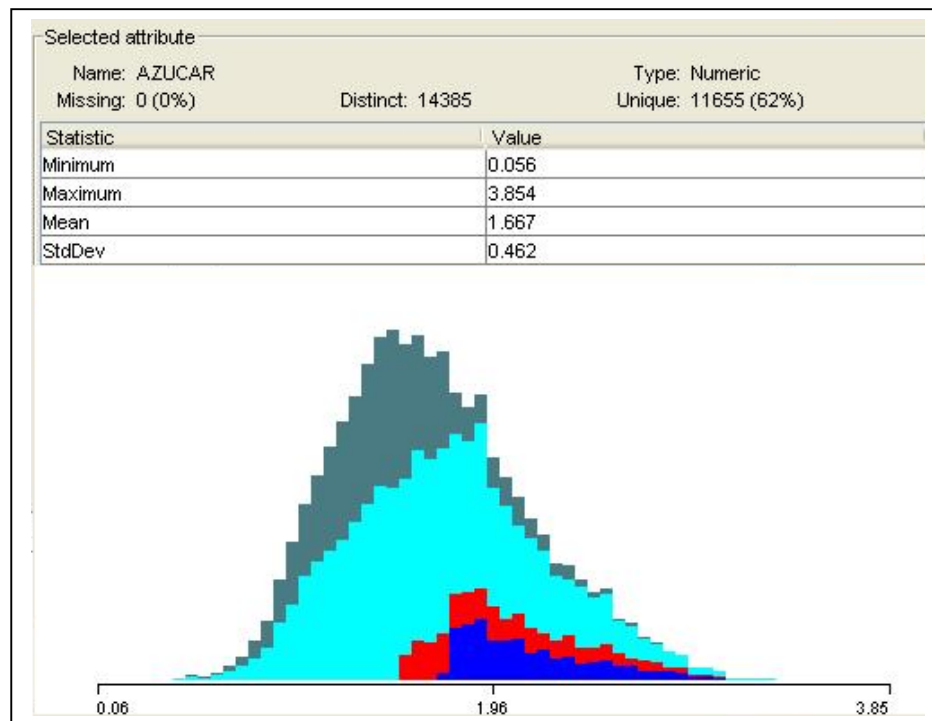 Selected attribute
Name: AZUCAR Type: Numeric
Missing: 0 (0%) Distinct: 14385 Unique: 11655 (62%)
Statistic Value
Minimum 0.056
Maximum 3.854
Mean 1.667
StdDev 0.462
0.06 1.96 3.85